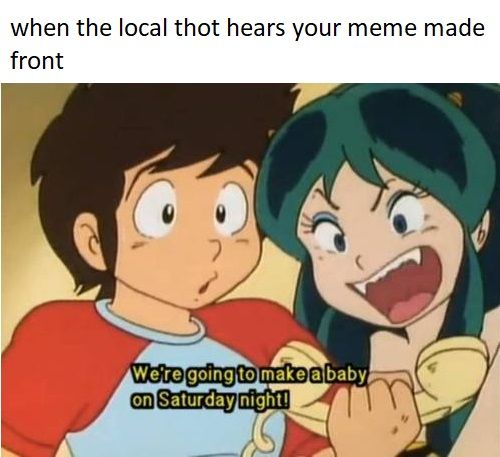 when the local thot hears your meme made
front
We're going to make a baby
on Saturday night!